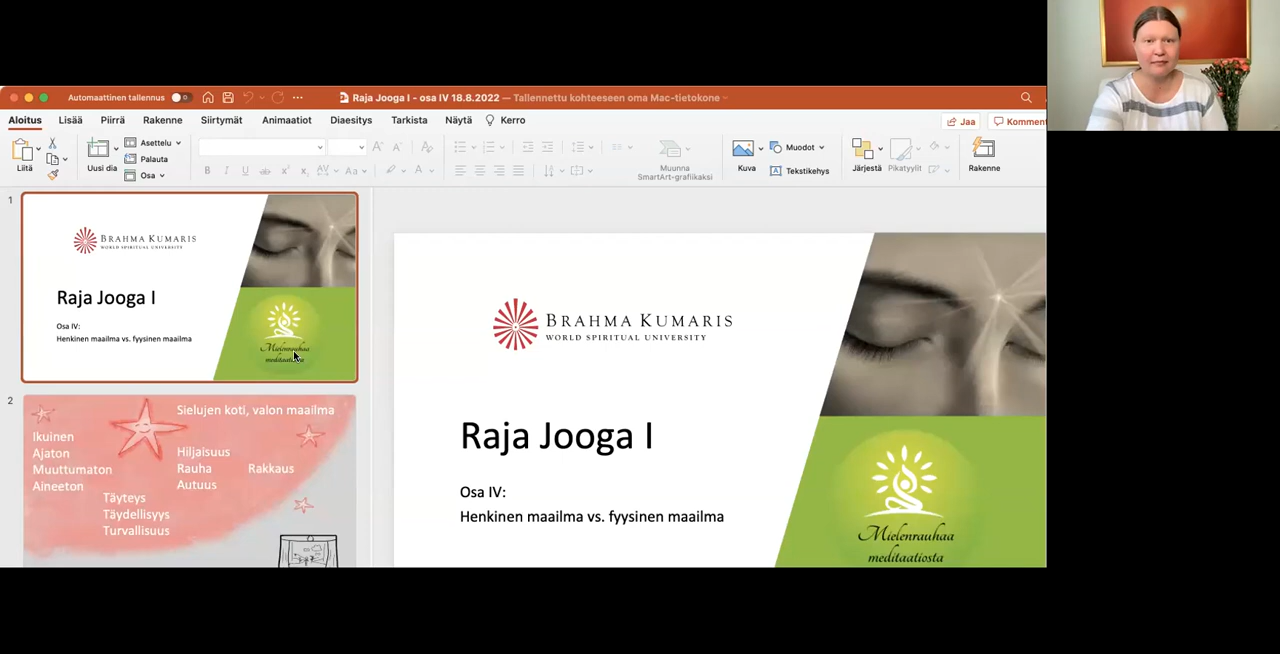 Automaattinen tallennus
Raja Jooga I - osa IV 18.8.2022 — Tallennettu kohteeseen oma Mac-tietokone
Aloitus Lisää Piirrä Rakenne Siirtymät Animaatiot Diaesitys Tarkista Näytä Kerro
Jaa
Komment
Liitä
Uusi dia
Asettelu
Palauta
Osa
Muunna
SmartArt-grafiikaksi
Kuva
Muodot
Tekstikehys
Järjestä
Pikatyylit
Rakenne
1
BRAHMA KUMARIS
WORLD SPIRITUAL UNIVERSITY
Raja Jooga I
Osa IV:
Henkinen maailma vs. fyysinen maailma
Mielenrauhaa
meditaatiosta
2
Sielujen koti, valon maailma
Ikuinen
Ajaton
Muuttumaton
Aineeton
Hiljaisuus
Rauha
Autuus
Rakkaus
Täyteys
Täydellisyys
Turvallisuus
BRAHMA KUMARIS
WORLD SPIRITUAL UNIVERSITY
Raja Jooga I
Osa IV:
Henkinen maailma vs. fyysinen maailma
Mielenrauhaa
meditaatiosta